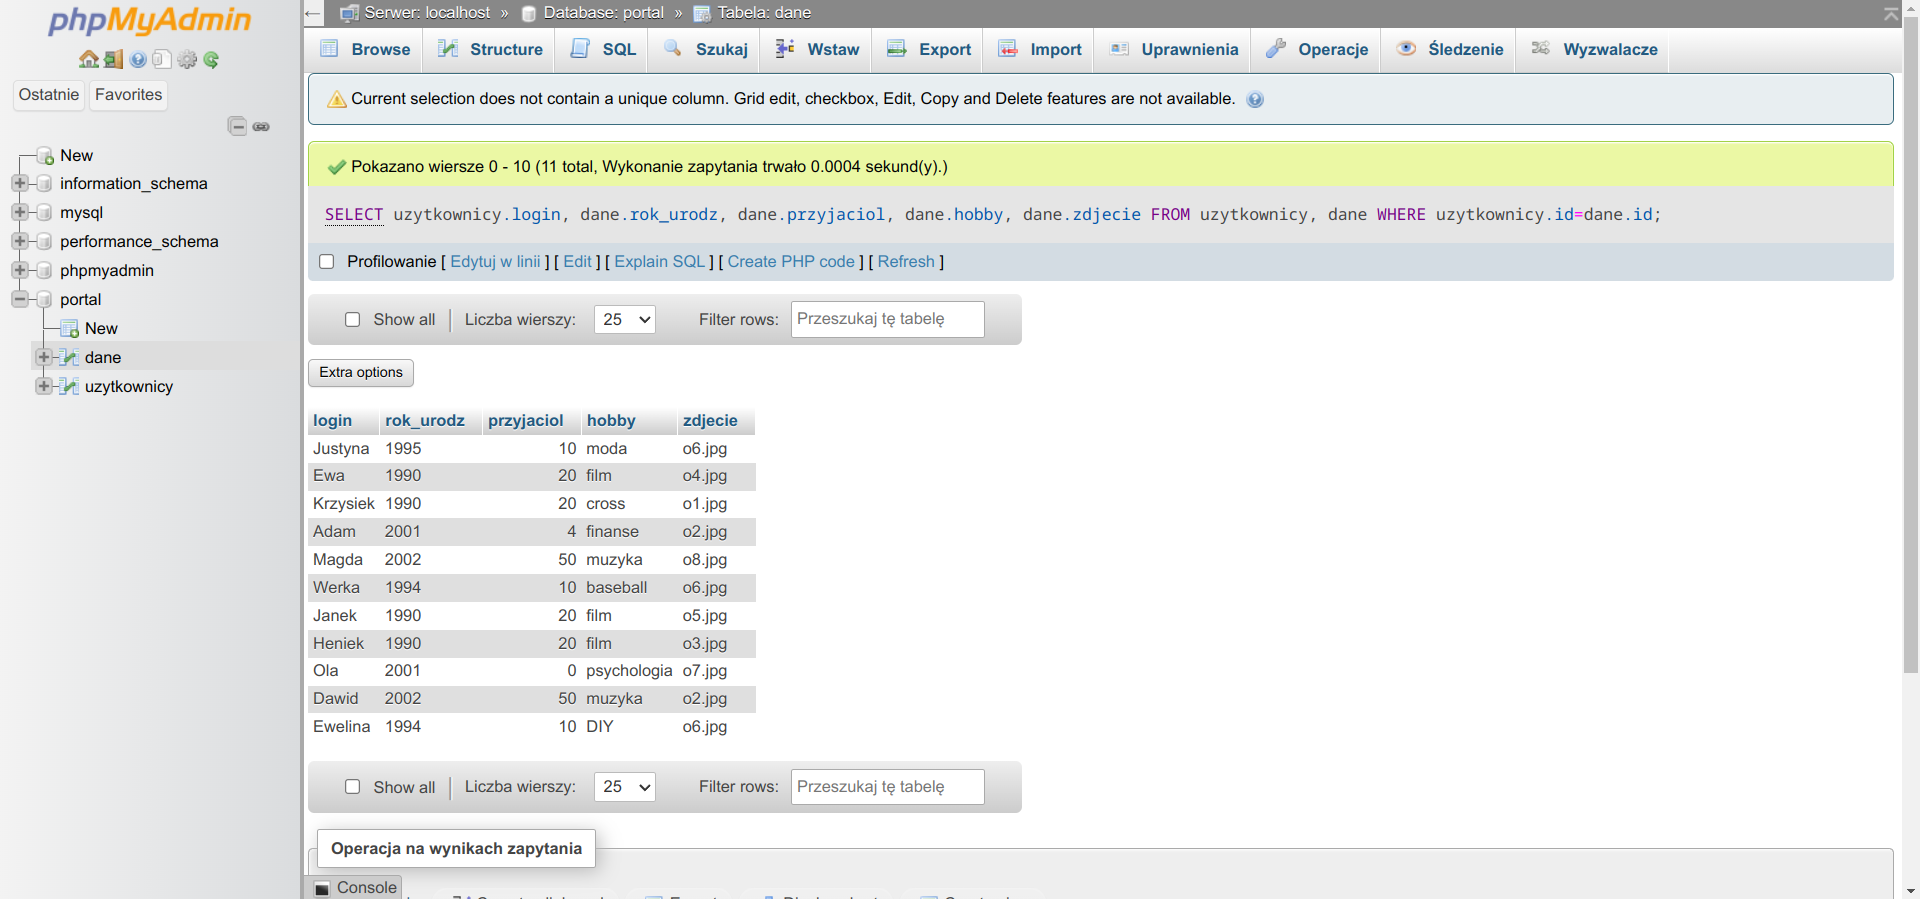 phpMyAdmin
Ostatnie Favorites
New
information_schema
mysql
performance_schema
phpmyadmin
portal
New
dane
uzytkownicy
Serwer: localhost » Database: portal » Tabela: dane
Browse Structure SQL Szukaj Wstaw Export Import Uprawnienia Operacje Śledzenie Wyzwalacze
Current selection does not contain a unique column. Grid edit, checkbox, Edit, Copy and Delete features are not available.
Pokazano wiersze 0 - 10 (11 total, Wykonanie zapytania trwało 0.0004 sekund(y).)
SELECT uzytkownicy.login, dane.rok_urodz, dane.przyjaciol, dane.hobby, dane.zdjecie FROM uzytkownicy, dane WHERE uzytkownicy.id=dane.id;
Profilowanie [ Edytuj w linii ] [ Edit ] [ Explain SQL ] [ Create PHP code ] [ Refresh ]
Show all | Liczba wierszy: 25 Filter rows: Przeszukaj tę tabelę
Extra options
login rok_urodz przyjaciol hobby zdjecie
Justyna 1995 10 moda o6.jpg
Ewa 1990 20 film o4.jpg
Krzysiek 1990 20 cross o1.jpg
Adam 2001 4 finanse o2.jpg
Magda 2002 50 muzyka o8.jpg
Werka 1994 10 baseball o6.jpg
Janek 1990 20 film o5.jpg
Heniek 1990 20 film o3.jpg
Ola 2001 0 psychologia o7.jpg
Dawid 2002 50 muzyka o2.jpg
Ewelina 1994 10 DIY o6.jpg
Show all | Liczba wierszy: 25 Filter rows: Przeszukaj tę tabelę
Operacja na wynikach zapytania
Console